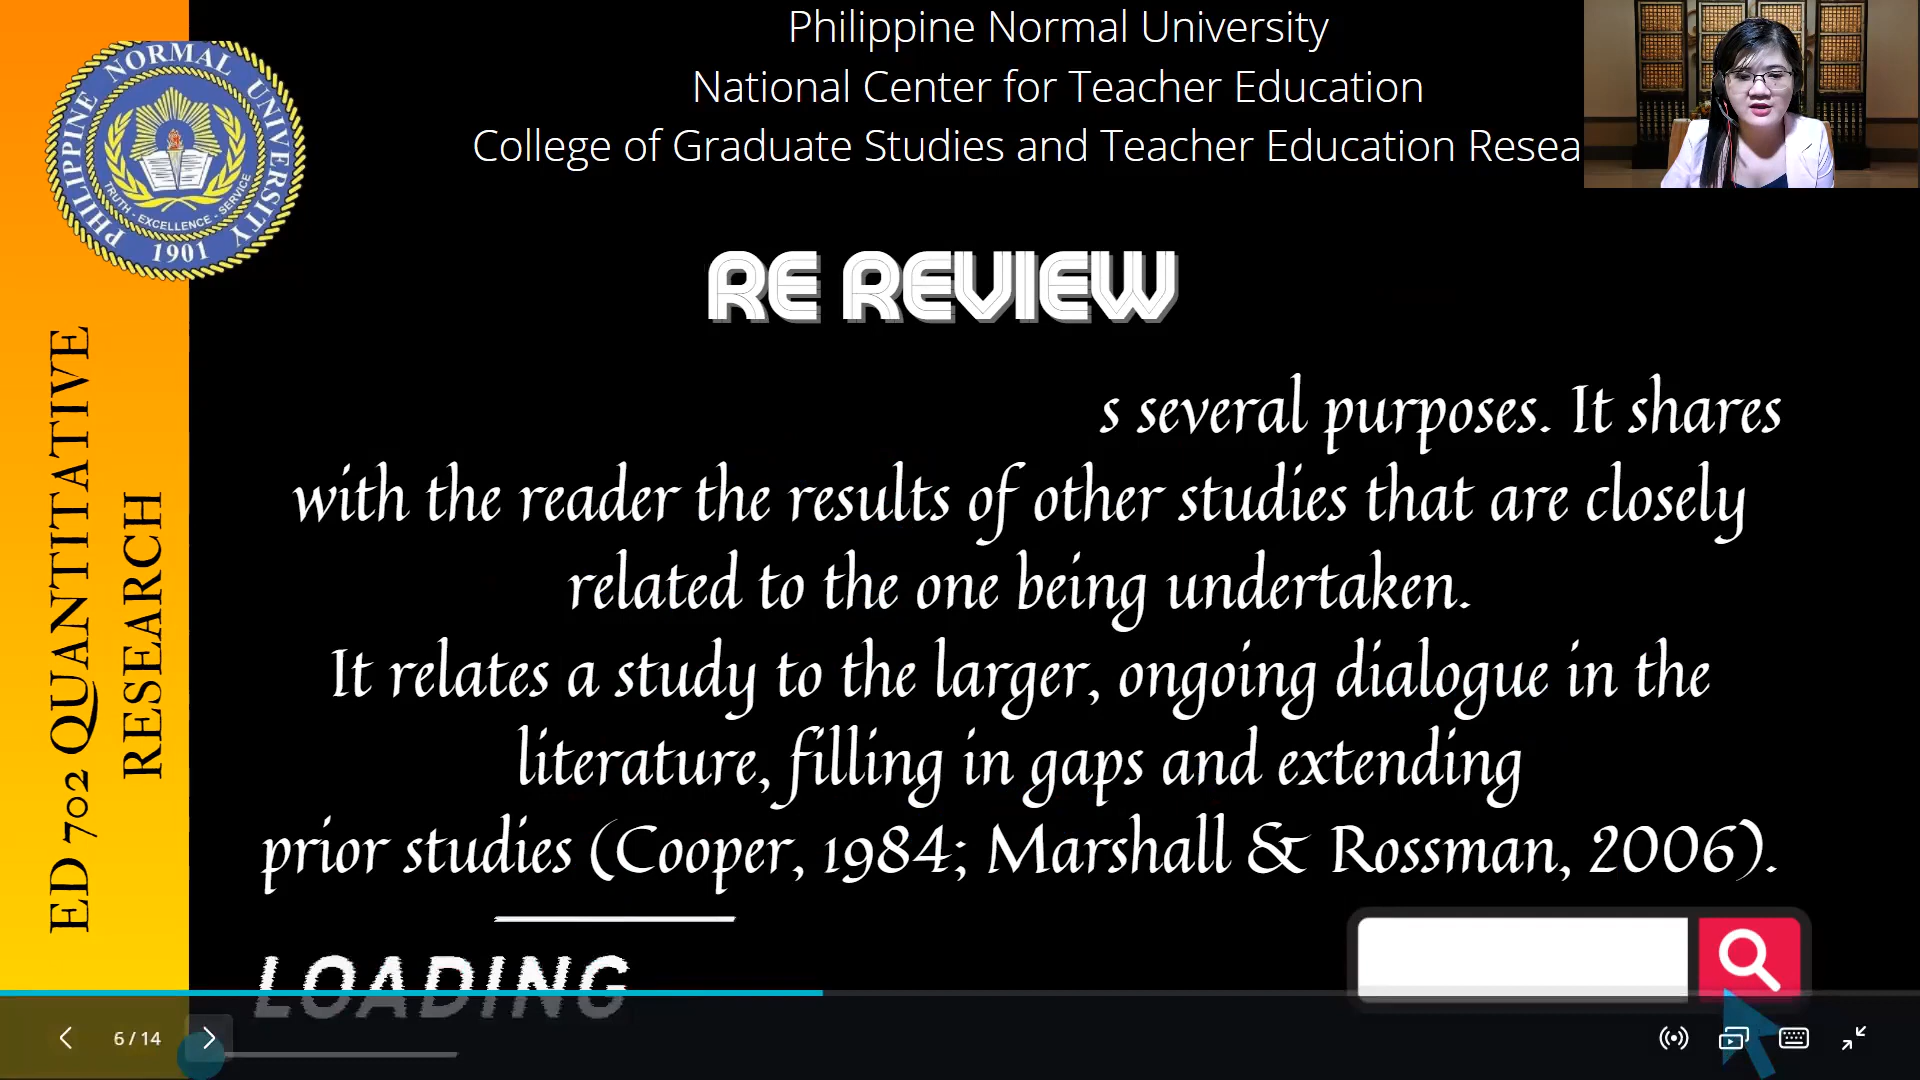 Philippine Normal University
National Center for Teacher Education
College of Graduate Studies and Teacher Education Resea
PHILIPPINE NORMAL UNIVERSITY
TRUTH - EXCELLENCE - SERVICE
1901
ED 702 QUANTITATIVE
RESEARCH
RE REVIEW
s several purposes. It shares
with the reader the results of other studies that are closely
related to the one being undertaken.
It relates a study to the larger, ongoing dialogue in the
literature, filling in gaps and extending
prior studies (Cooper, 1984; Marshall & Rossman, 2006).
LOADING
6 / 14